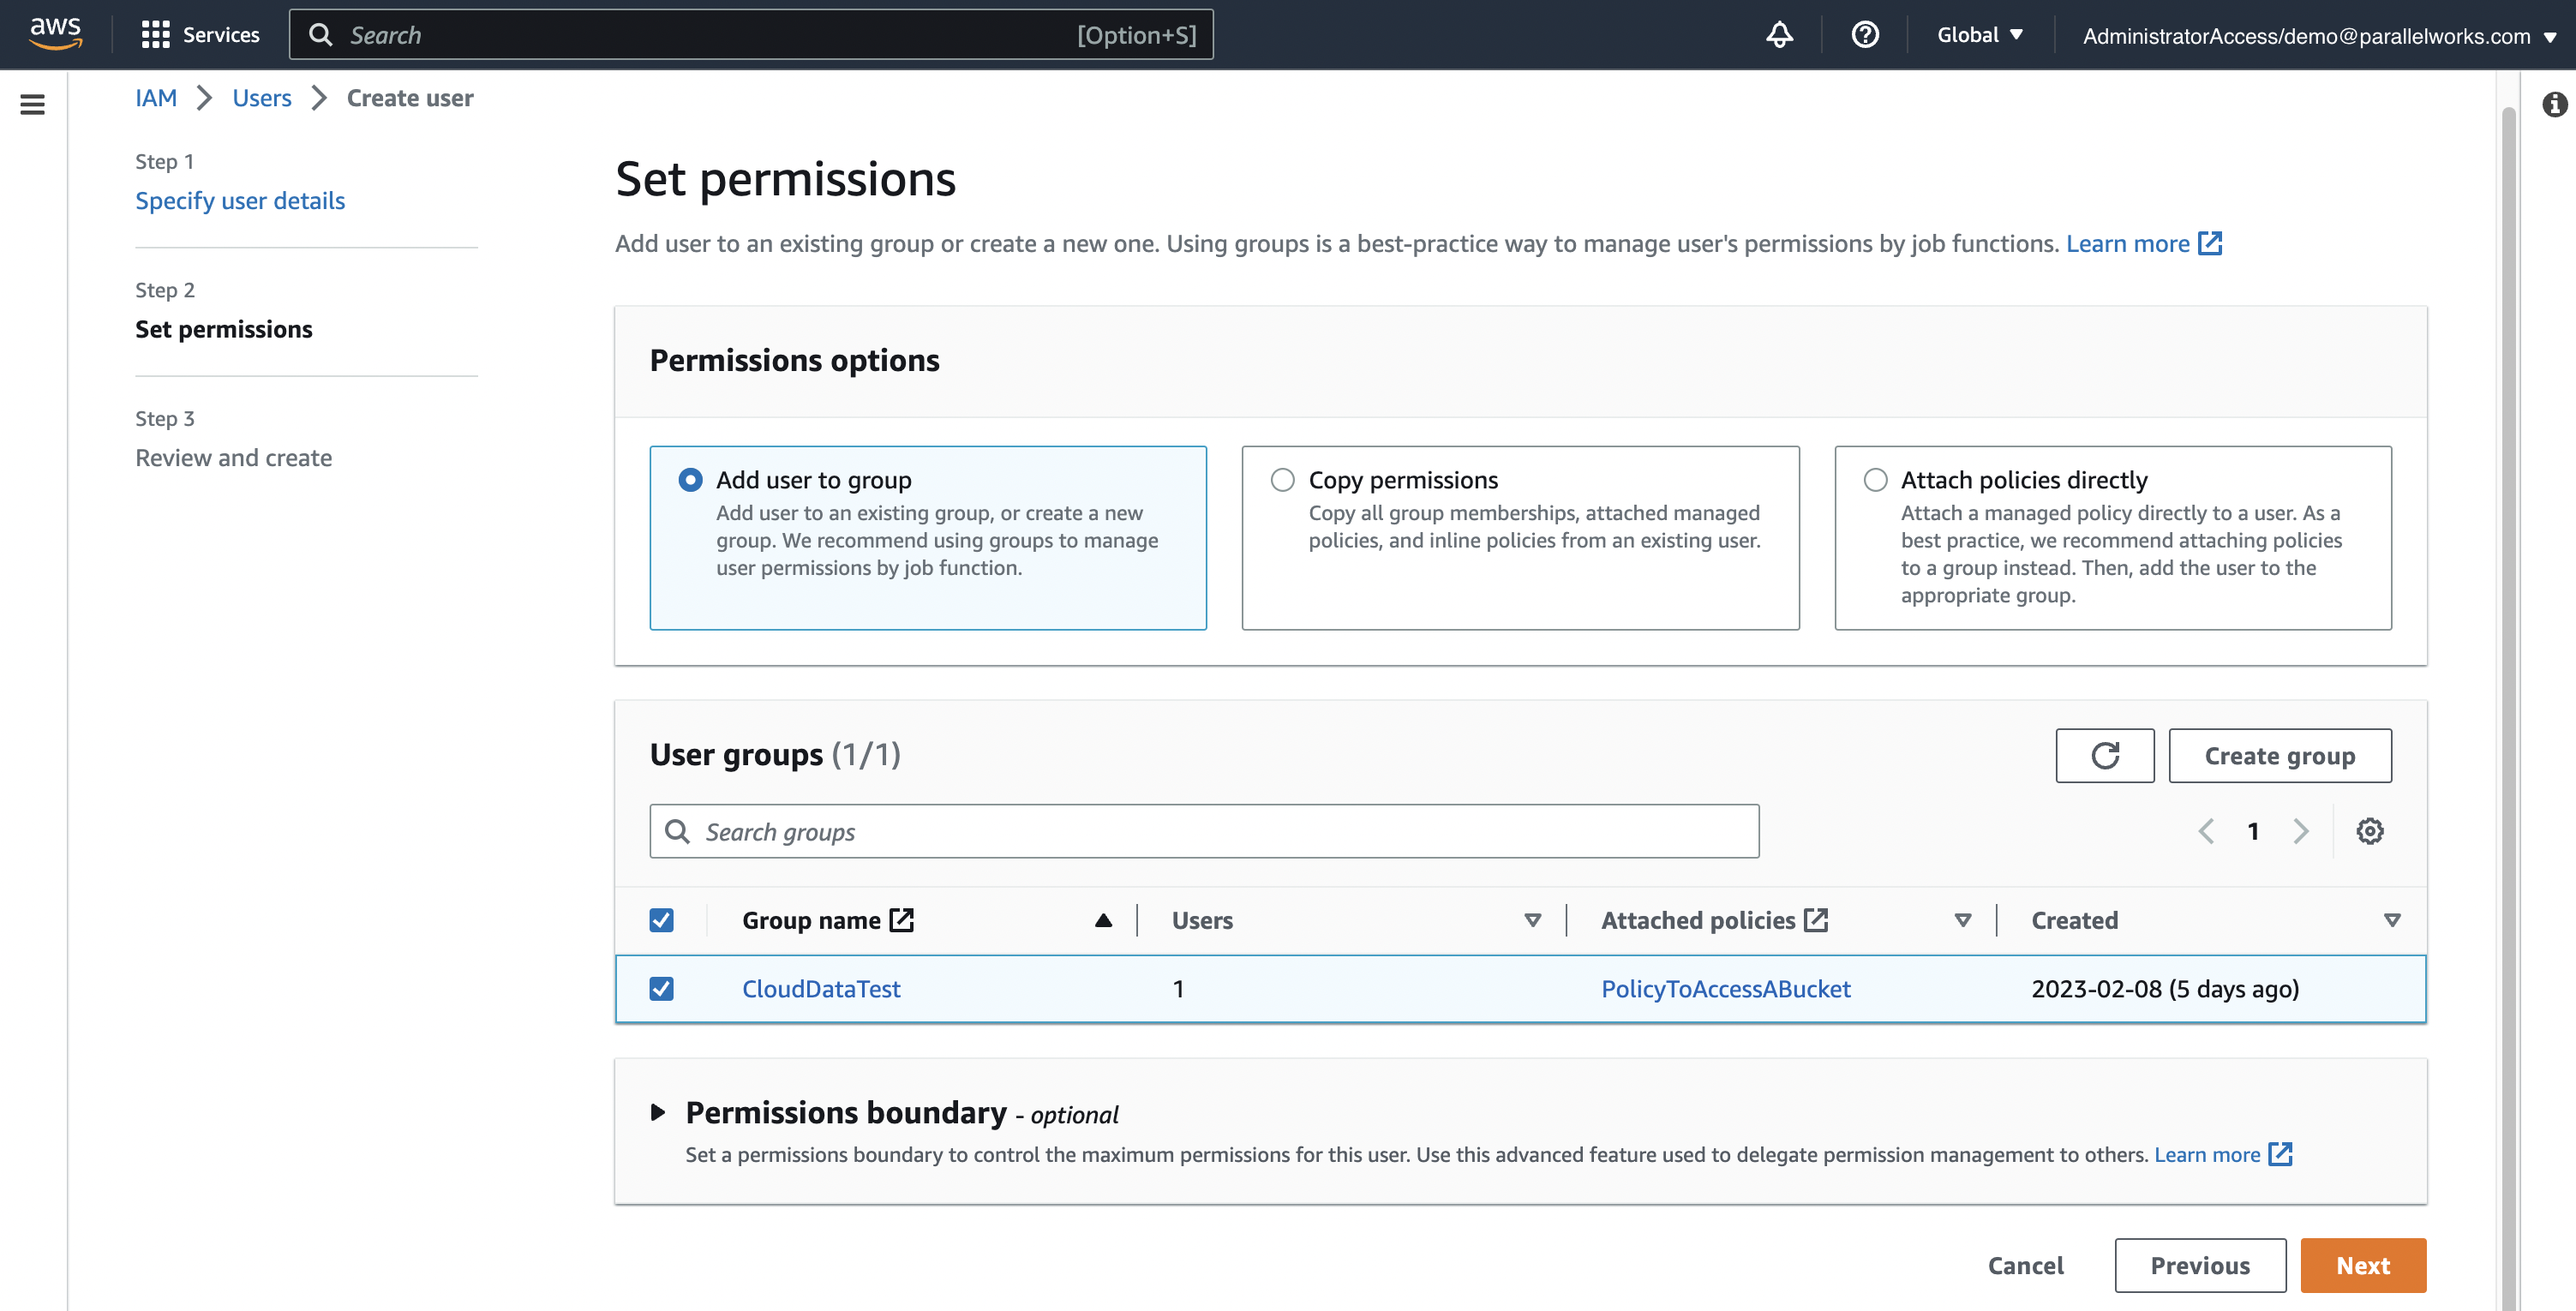 aws
Services
Search
[Option+S]
Global
AdministratorAccess/demo@parallelworks.com
IAM
Users
Create user
Step 1
Specify user details
Step 2
Set permissions
Step 3
Review and create
Set permissions
Add user to an existing group or create a new one. Using groups is a best-practice way to manage user's permissions by job functions. Learn more
Permissions options
Add user to group
Add user to an existing group, or create a new
group. We recommend using groups to manage
user permissions by job function.
Copy permissions
Copy all group memberships, attached managed
policies, and inline policies from an existing user.
Attach policies directly
Attach a managed policy directly to a user. As a
best practice, we recommend attaching policies
to a group instead. Then, add the user to the
appropriate group.
User groups (1/1)
Create group
Search groups
1
Group name
Users
Attached policies
Created
CloudDataTest
1
PolicyToAccessABucket
2023-02-08 (5 days ago)
Permissions boundary - optional
Set a permissions boundary to control the maximum permissions for this user. Use this advanced feature used to delegate permission management to others. Learn more
Cancel
Previous
Next